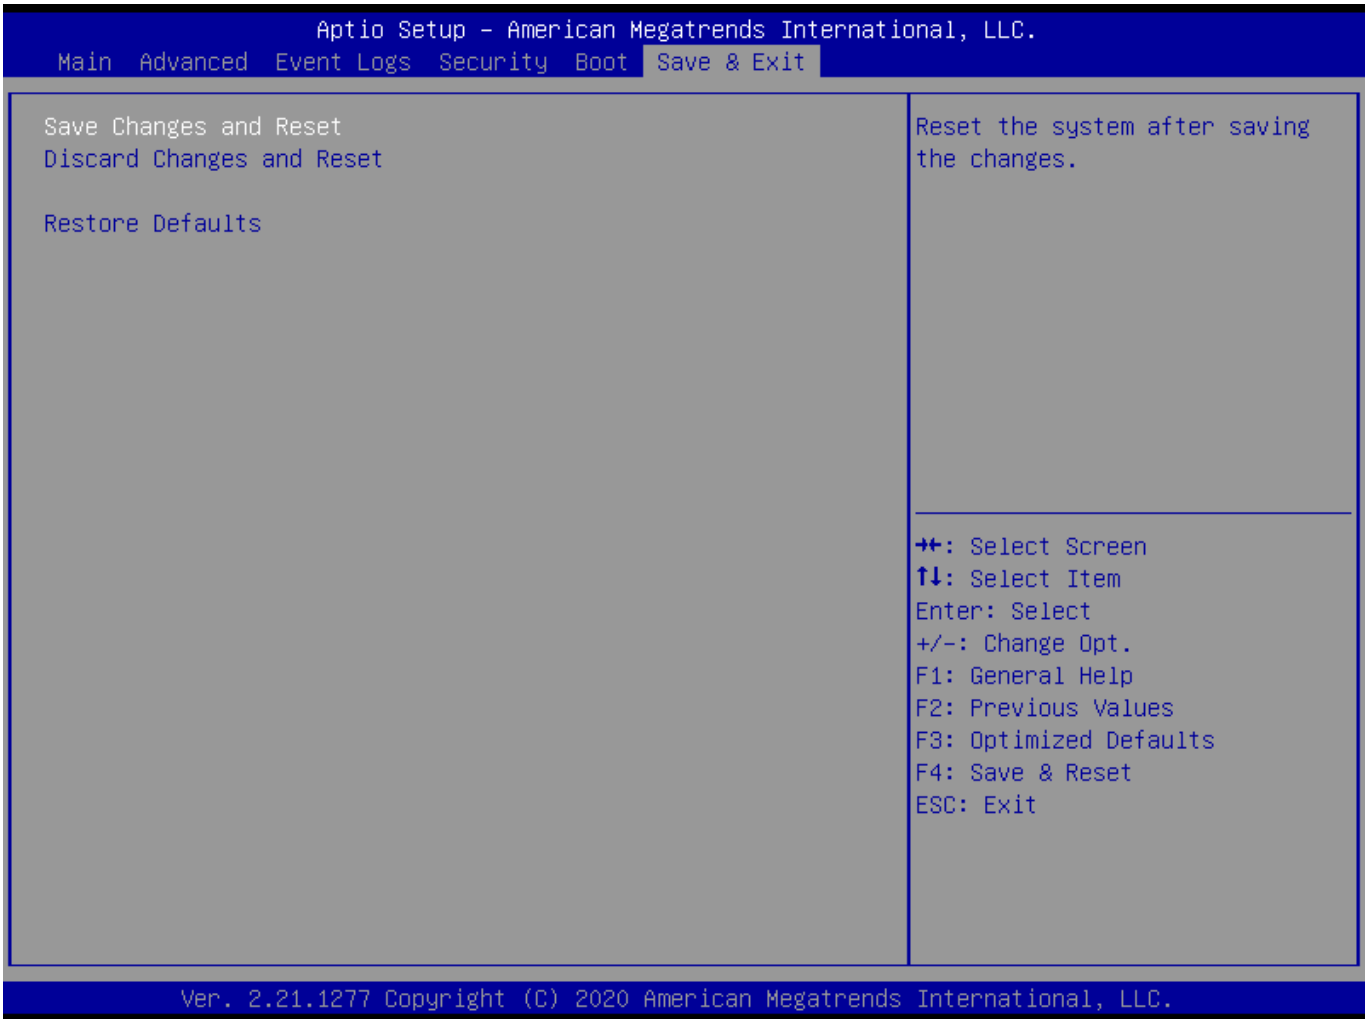 Aptio Setup – American Megatrends International, LLC.
Main Advanced Event Logs Security Boot Save & Exit
Save Changes and Reset
Discard Changes and Reset
Restore Defaults
Reset the system after saving
the changes.
→←: Select Screen
↑↓: Select Item
Enter: Select
+/-: Change Opt.
F1: General Help
F2: Previous Values
F3: Optimized Defaults
F4: Save & Reset
ESC: Exit
Ver. 2.21.1277 Copyright (C) 2020 American Megatrends International, LLC.